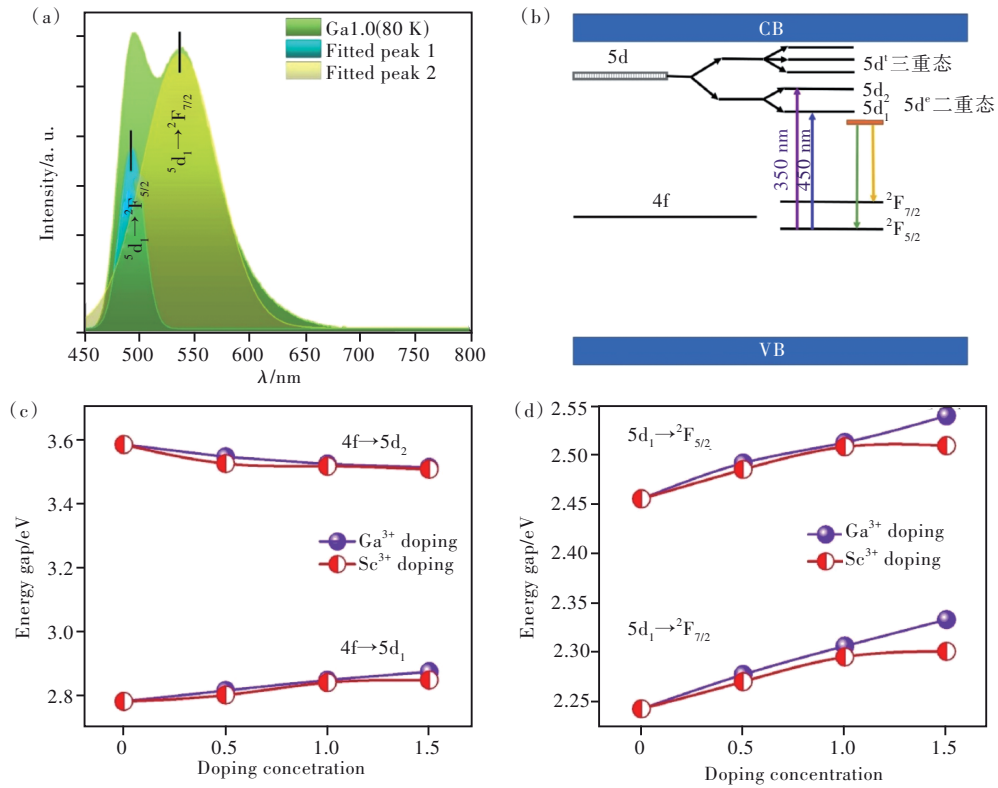 (a)
Ga1.0(80 K)
Fitted peak 1
Fitted peak 2
⁵d₁→²F₇/₂
⁵d₁→²F₅/₂
Intensity/a. u.
450 500 550 600 650 700 750 800
λ/nm
(b)
CB
5d
5dᵗ三重态
5d₂
5d₁² 5dᵉ二重态
350 nm
450 nm
4f
²F₇/₂
²F₅/₂
VB
(c)
3.6
3.4
3.2
3.0
2.8
Energy gap/eV
4f→5d₂
Ga³⁺ doping
Sc³⁺ doping
4f→5d₁
0 0.5 1.0 1.5
Doping concetration
(d)
2.55
2.50
2.45
2.40
2.35
2.30
2.25
Energy gap/eV
5d₁→²F₅/₂
Ga³⁺ doping
Sc³⁺ doping
5d₁→²F₇/₂
0 0.5 1.0 1.5
Doping concentration